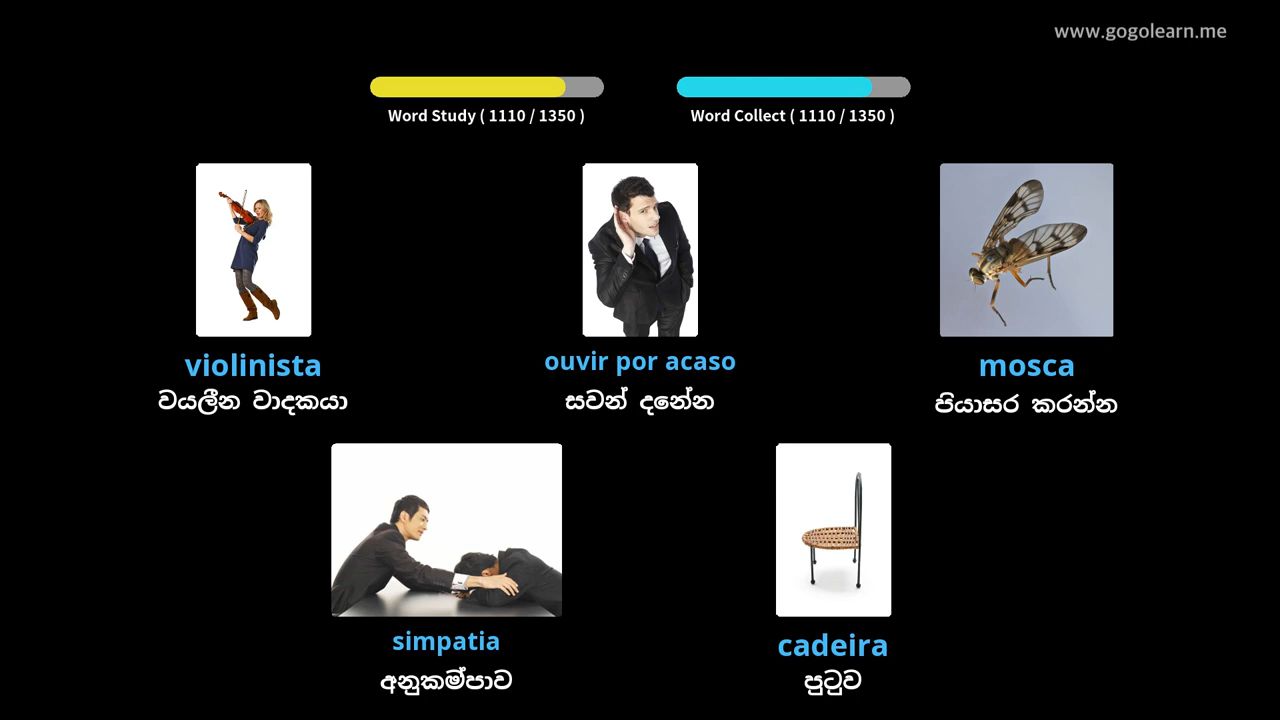 www.gogolearn.me
Word Study ( 1110 / 1350 )
Word Collect ( 1110 / 1350 )
violinista
වයලීන වාදකයා
ouvir por acaso
සවන් දනේන
mosca
පියාසර කරන්න
simpatia
අනුකම්පාව
cadeira
පුටුව